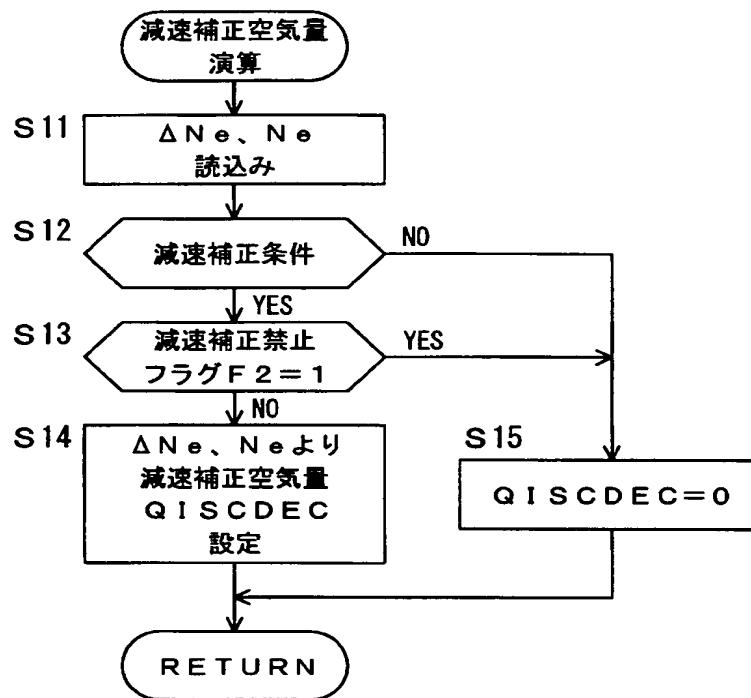 減速補正空気量
演算
S11
ΔNe、Ne
読込み
S12
減速補正条件
NO
YES
S13
減速補正禁止
フラグF2=1
YES
NO
S14
ΔNe、Neより
減速補正空気量
QISCDEC
設定
S15
QISCDEC=0
RETURN